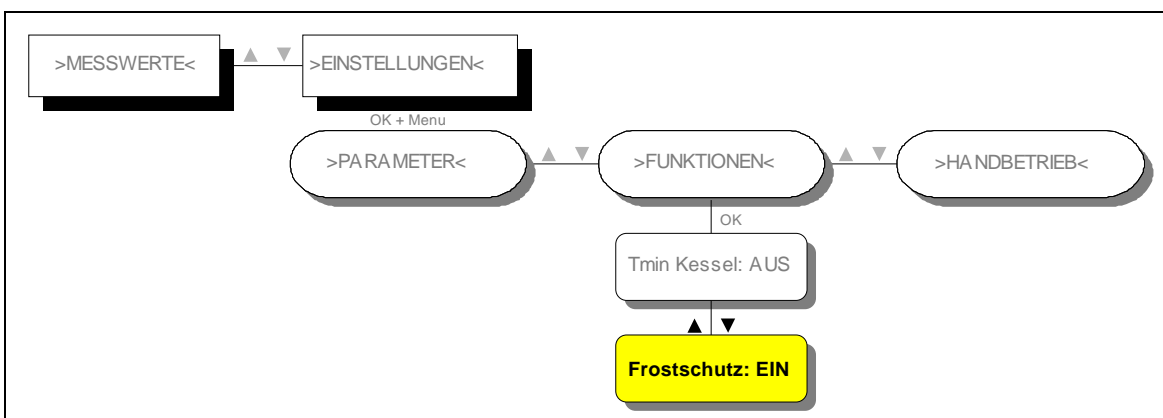 >MESSWERTE< ▲ ▼ >EINSTELLUNGEN<
OK + Menu
>PARAMETER< ▲ ▼ >FUNKTIONEN< ▲ ▼ >HANDBETRIEB<
OK
Tmin Kessel: AUS
▲ ▼
Frostschutz: EIN